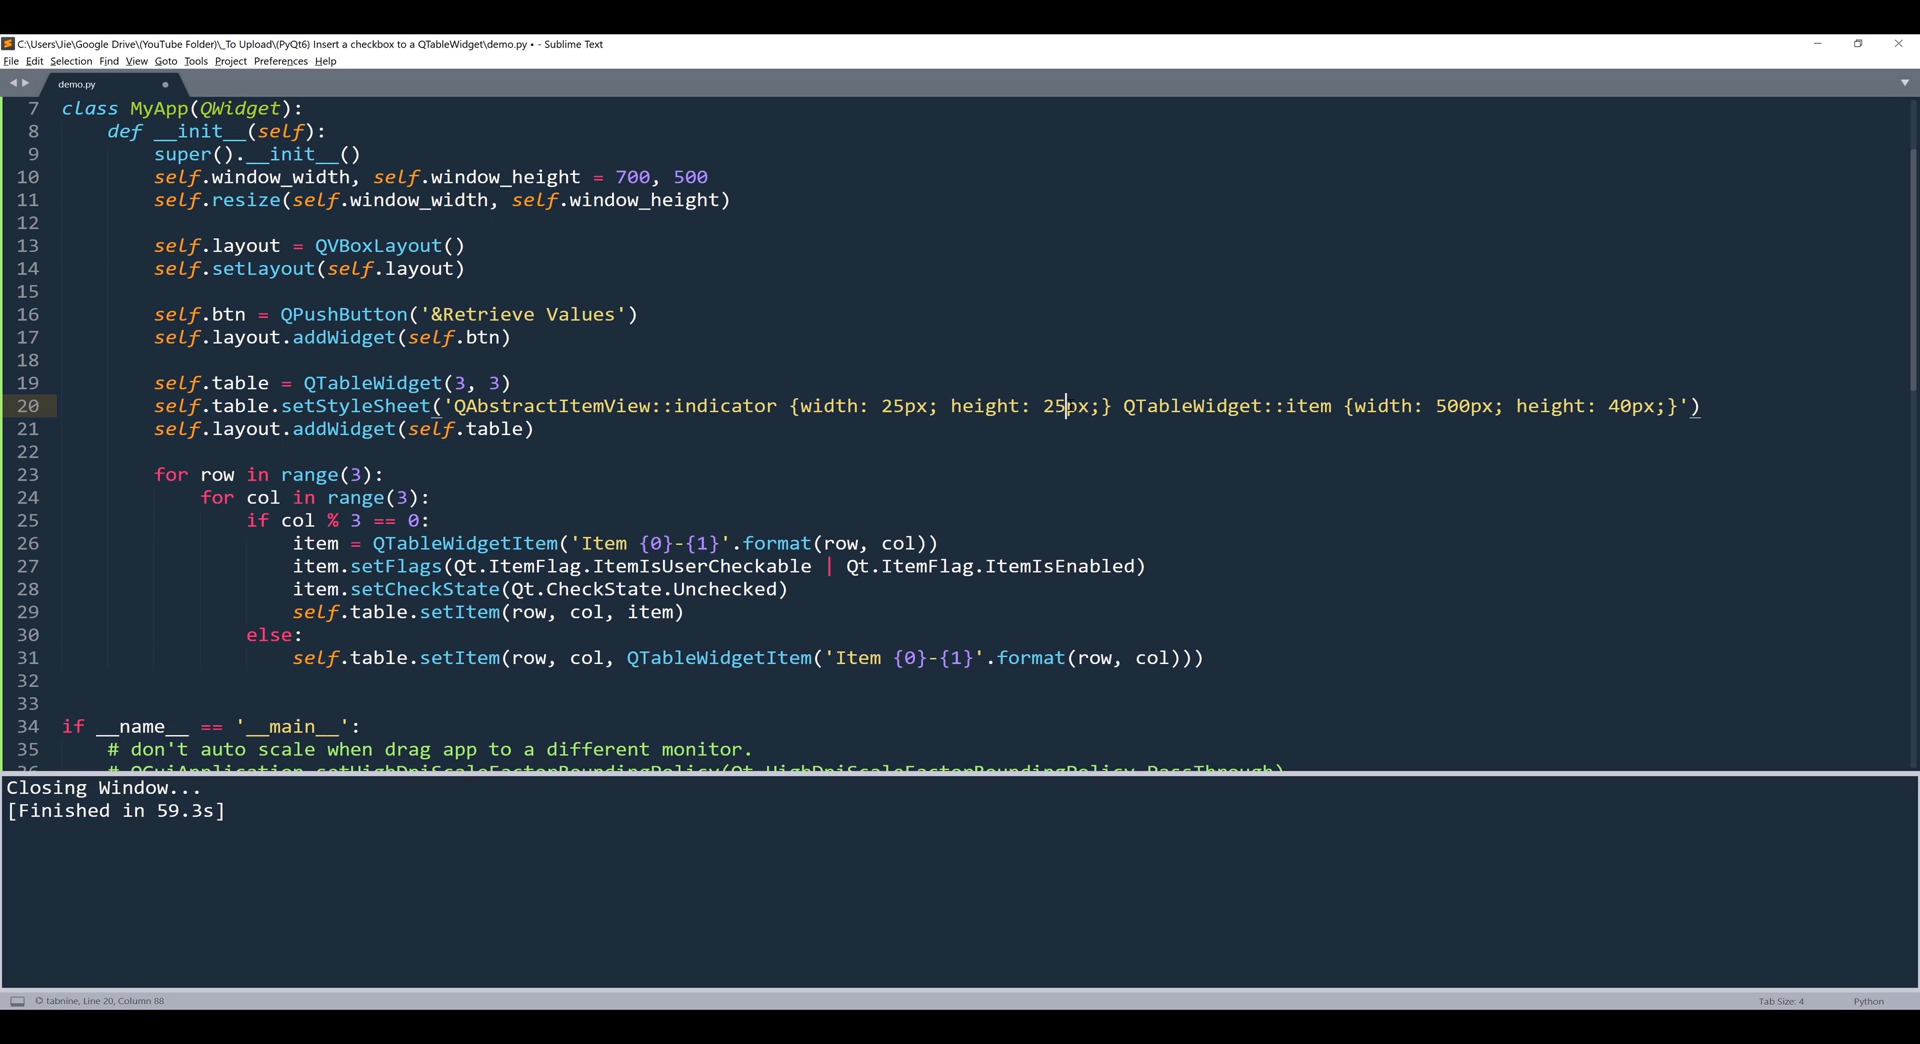 C:\Users\Jie\Google Drive\(YouTube Folder)\_To Upload\(PyQt6) Insert a checkbox to a QTableWidget\demo.py • - Sublime Text
File Edit Selection Find View Goto Tools Project Preferences Help
demo.py
7 class MyApp(QWidget):
8 def __init__(self):
9 super().__init__()
10 self.window_width, self.window_height = 700, 500
11 self.resize(self.window_width, self.window_height)
12
13 self.layout = QVBoxLayout()
14 self.setLayout(self.layout)
15
16 self.btn = QPushButton('&Retrieve Values')
17 self.layout.addWidget(self.btn)
18
19 self.table = QTableWidget(3, 3)
20 self.table.setStyleSheet('QAbstractItemView::indicator {width: 25px; height: 25px;} QTableWidget::item {width: 500px; height: 40px;}')
21 self.layout.addWidget(self.table)
22
23 for row in range(3):
24 for col in range(3):
25 if col % 3 == 0:
26 item = QTableWidgetItem('Item {0}-{1}'.format(row, col))
27 item.setFlags(Qt.ItemFlag.ItemIsUserCheckable | Qt.ItemFlag.ItemIsEnabled)
28 item.setCheckState(Qt.CheckState.Unchecked)
29 self.table.setItem(row, col, item)
30 else:
31 self.table.setItem(row, col, QTableWidgetItem('Item {0}-{1}'.format(row, col)))
32
33
34 if __name__ == '__main__':
35 # don't auto scale when drag app to a different monitor.
36 # QGuiApplication.setHighDpiScaleFactorRoundingPolicy(Qt.HighDpiScaleFactorRoundingPolicy.PassThrough)
Closing Window...
[Finished in 59.3s]
tabnine, Line 20, Column 88 Tab Size: 4 Python